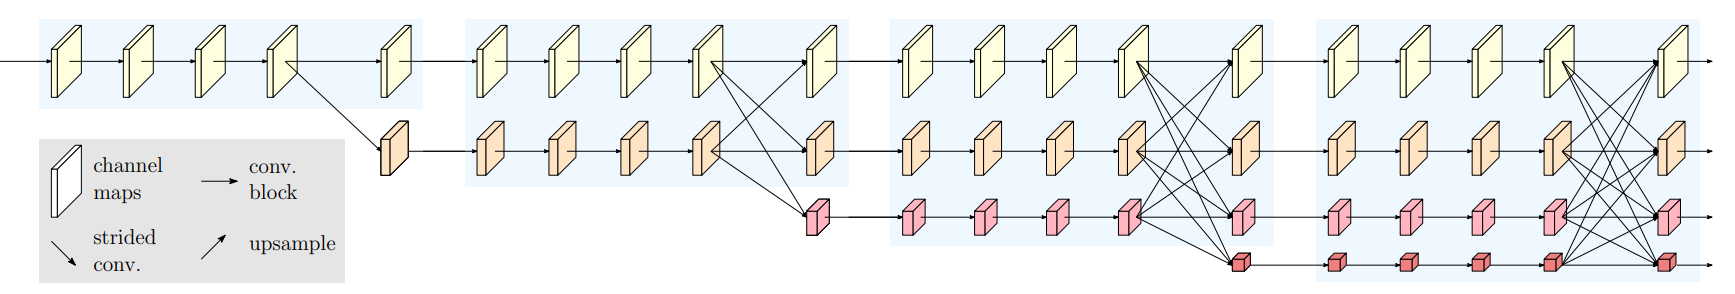 channel
maps
conv.
block
strided
conv.
upsample